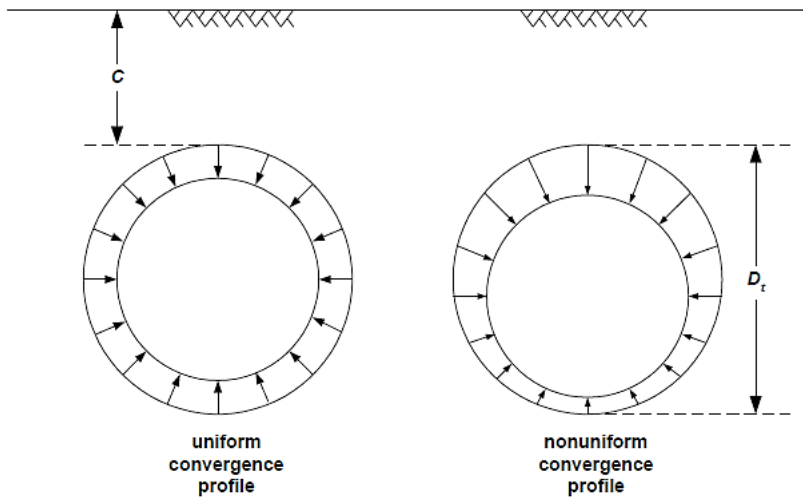 C
D_t
uniform
convergence
profile
nonuniform
convergence
profile